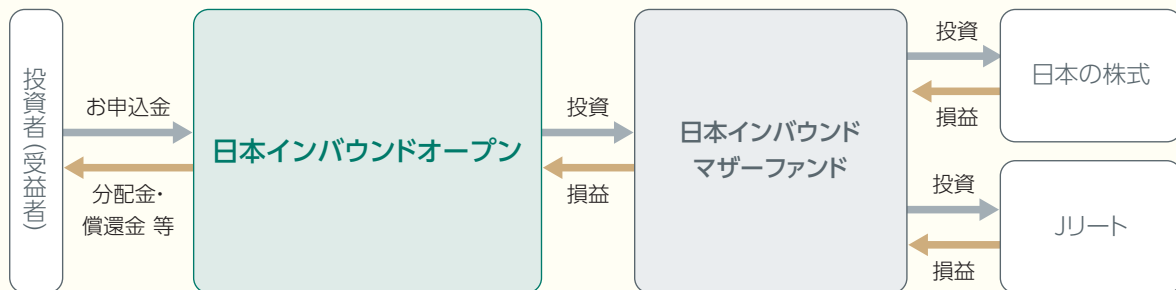 投資者(受益者)
お申込金
分配金・
償還金 等
日本インバウンドオープン
投資
損益
日本インバウンド
マザーファンド
投資
損益
日本の株式
投資
損益
Jリート